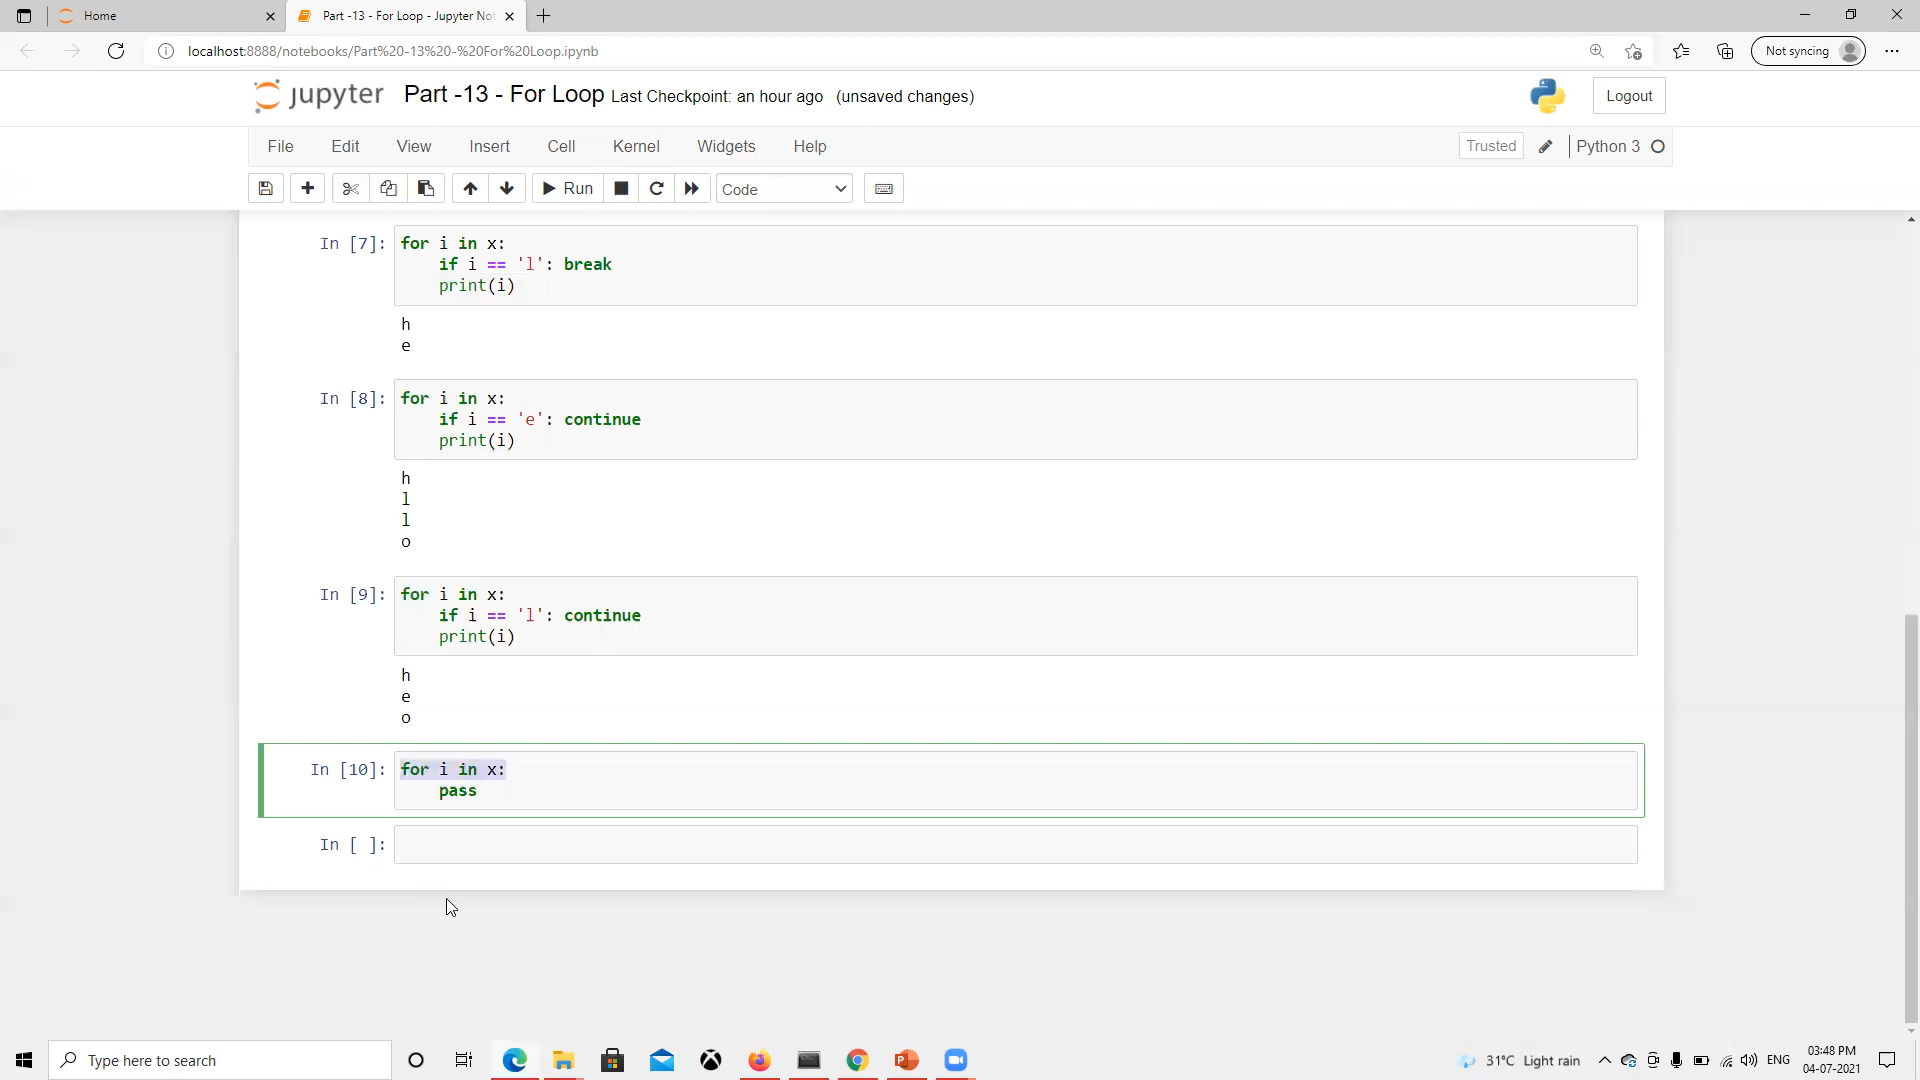 Home
Part -13 - For Loop - Jupyter Not
localhost:8888/notebooks/Part%20-13%20-%20For%20Loop.ipynb
Not syncing
jupyter Part -13 - For Loop Last Checkpoint: an hour ago (unsaved changes)
Logout
File Edit View Insert Cell Kernel Widgets Help
Trusted Python 3
Run Code
In [7]: for i in x:
if i == 'l': break
print(i)
h
e
In [8]: for i in x:
if i == 'e': continue
print(i)
h
l
l
o
In [9]: for i in x:
if i == 'l': continue
print(i)
h
e
o
In [10]: for i in x:
pass
In [ ]:
Type here to search
31°C Light rain
ENG
03:48 PM
04-07-2021